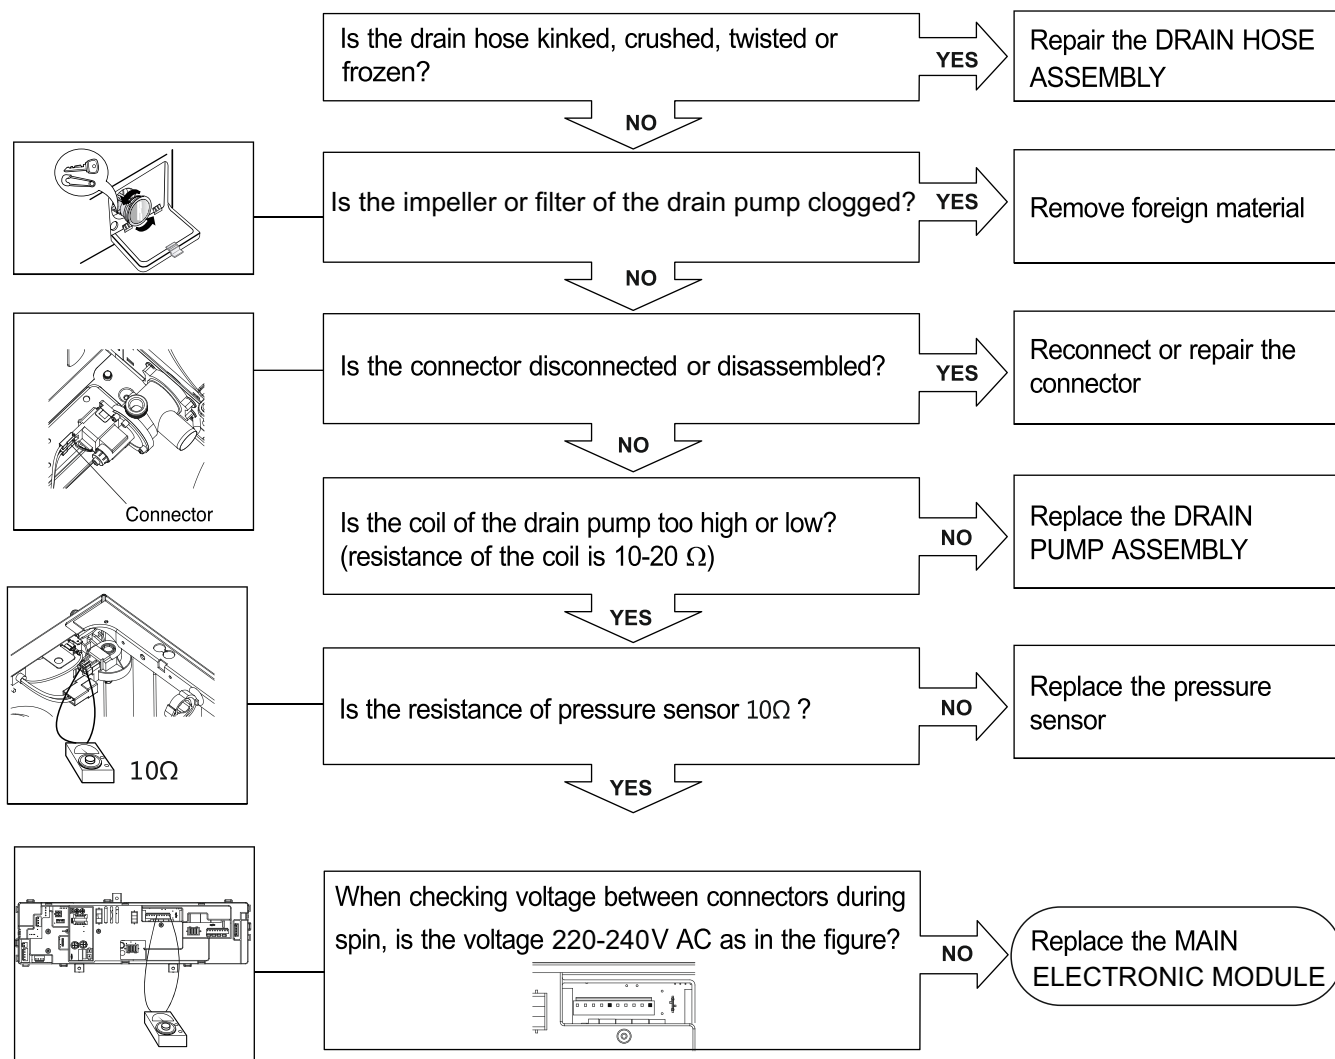 Is the drain hose kinked, crushed, twisted or
frozen?
YES
Repair the DRAIN HOSE
ASSEMBLY
NO
Is the impeller or filter of the drain pump clogged?
YES
Remove foreign material
NO
Is the connector disconnected or disassembled?
YES
Reconnect or repair the
connector
Connector
NO
Is the coil of the drain pump too high or low?
(resistance of the coil is 10-20 Ω)
NO
Replace the DRAIN
PUMP ASSEMBLY
YES
10Ω
Is the resistance of pressure sensor 10Ω ?
NO
Replace the pressure
sensor
YES
When checking voltage between connectors during
spin, is the voltage 220-240V AC as in the figure?
NO
Replace the MAIN
ELECTRONIC MODULE